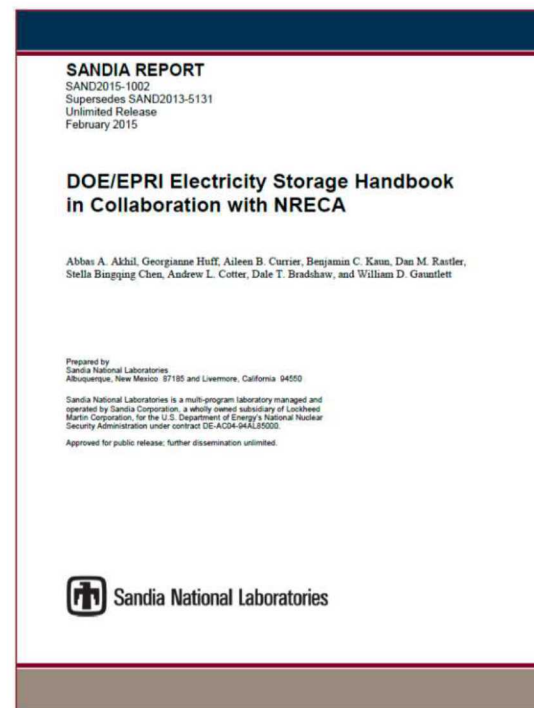 SANDIA REPORT
SAND2015-1002
Supersedes SAND2013-5131
Unlimited Release
February 2015
DOE/EPRI Electricity Storage Handbook
in Collaboration with NRECA
Abbas A. Akhil, Georgianne Huff, Aileen B. Currier, Benjamin C. Kaun, Dan M. Rastler,
Stella Bingqing Chen, Andrew L. Cotter, Dale T. Bradshaw, and William D. Gauntlett
Prepared by
Sandia National Laboratories
Albuquerque, New Mexico 87185 and Livermore, California 94550
Sandia National Laboratories is a multi-program laboratory managed and
operated by Sandia Corporation, a wholly owned subsidiary of Lockheed
Martin Corporation, for the U.S. Department of Energy's National Nuclear
Security Administration under contract DE-AC04-94AL85000.
Approved for public release; further dissemination unlimited.
Sandia National Laboratories